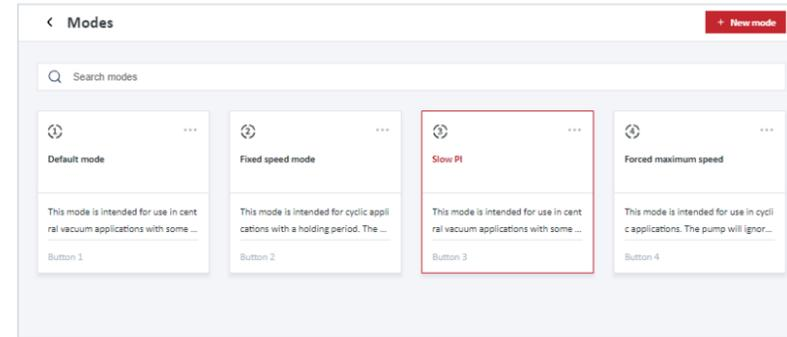 Modes
+ New mode
Search modes
1
...
Default mode
This mode is intended for use in cent
ral vacuum applications with some ...
Button 1
2
...
Fixed speed mode
This mode is intended for cyclic appli
cations with a holding period. The ...
Button 2
3
...
Slow PI
This mode is intended for use in cent
ral vacuum applications with some ...
Button 3
4
...
Forced maximum speed
This mode is intended for use in cycli
c applications. The pump will ignor...
Button 4